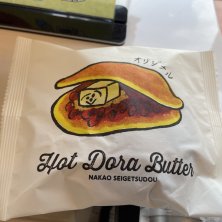 オリジナル
Hot Dora Butter
NAKAO SEIGETSUDOU